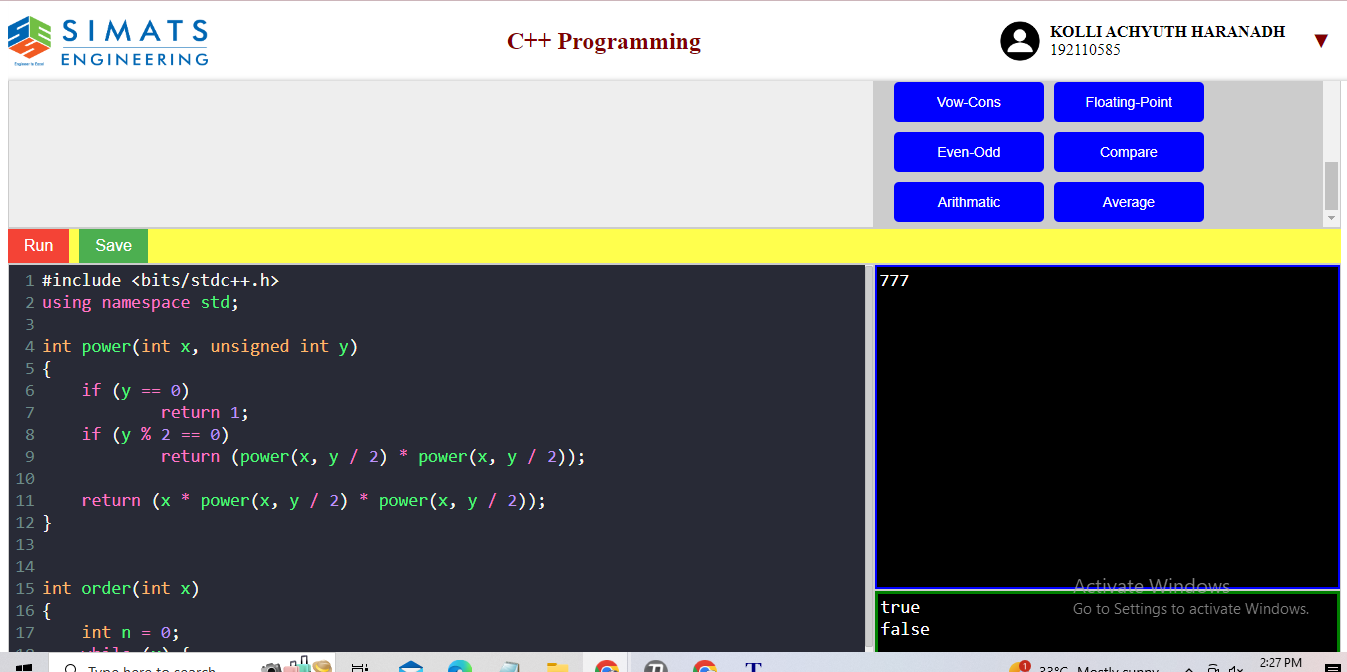 SIMATS
ENGINEERING
Engineer to Excel
C++ Programming
KOLLI ACHYUTH HARANADH
192110585
▼
Vow-Cons
Floating-Point
Even-Odd
Compare
Arithmatic
Average
Run
Save
1 #include <bits/stdc++.h>
2 using namespace std;
3
4 int power(int x, unsigned int y)
5 {
6 if (y == 0)
7 return 1;
8 if (y % 2 == 0)
9 return (power(x, y / 2) * power(x, y / 2));
10
11 return (x * power(x, y / 2) * power(x, y / 2));
12 }
13
14
15 int order(int x)
16 {
17 int n = 0;
777
Activate Windows
Go to Settings to activate Windows.
true
false
Type here to search
1
33°C Mostly sunny
2:27 PM